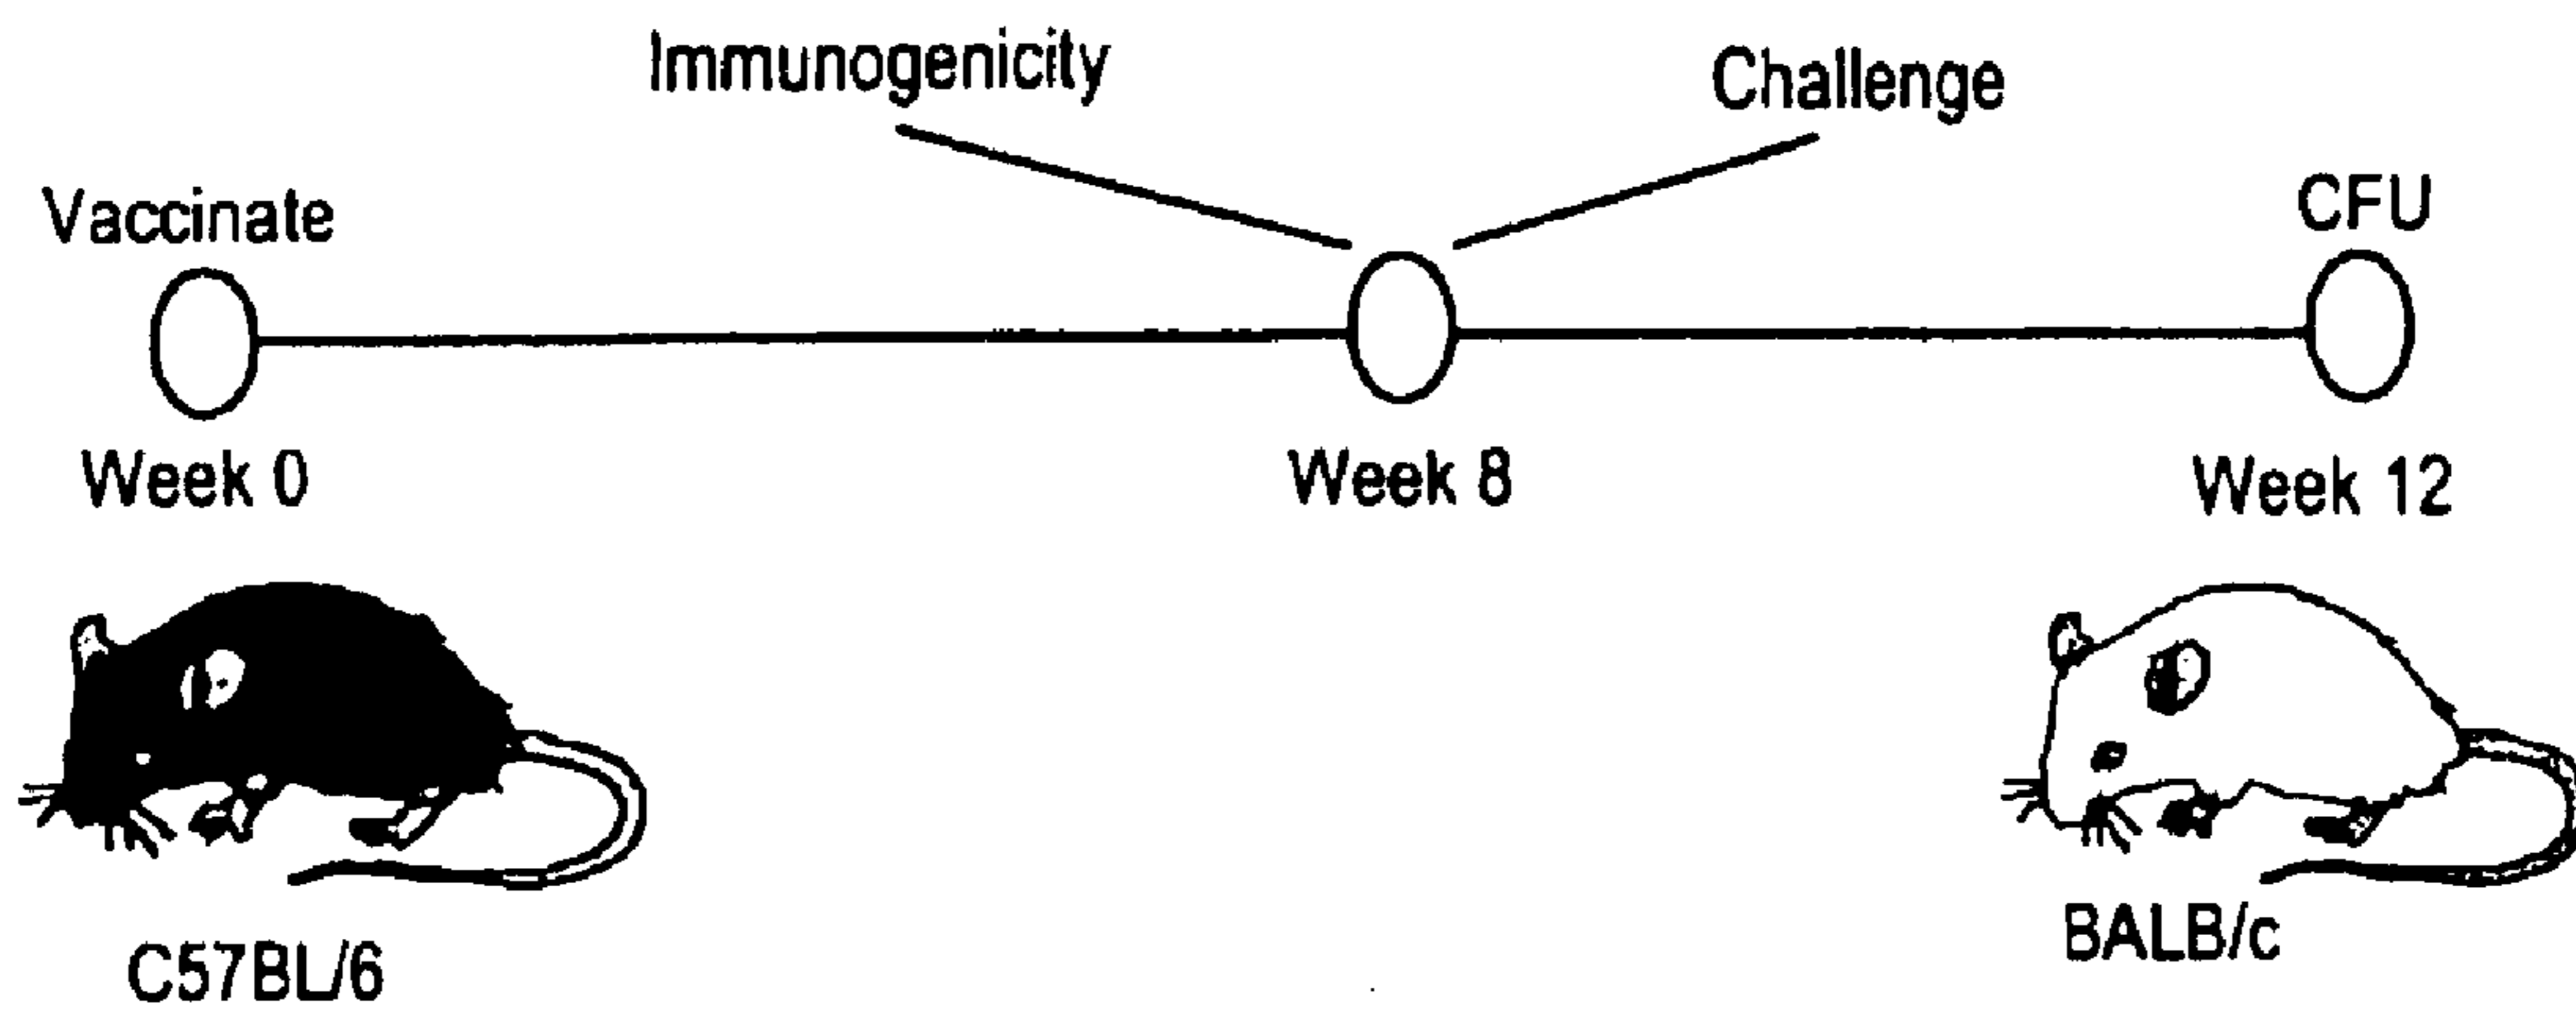 Immunogenicity
Challenge
Vaccinate
CFU
Week 0
Week 8
Week 12
C57BL/6
BALB/c